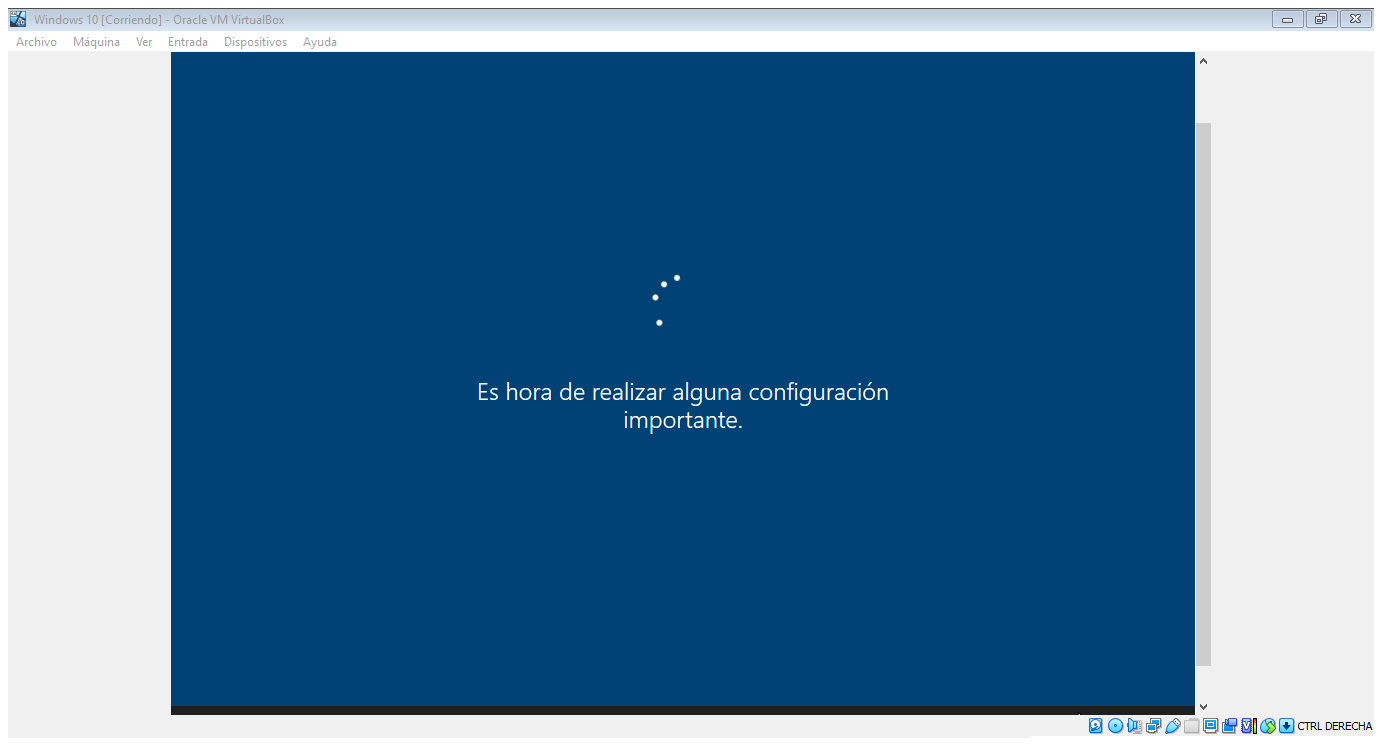 Windows 10 [Corriendo] - Oracle VM VirtualBox
Archivo Máquina Ver Entrada Dispositivos Ayuda
Es hora de realizar alguna configuración
importante.
CTRL DERECHA